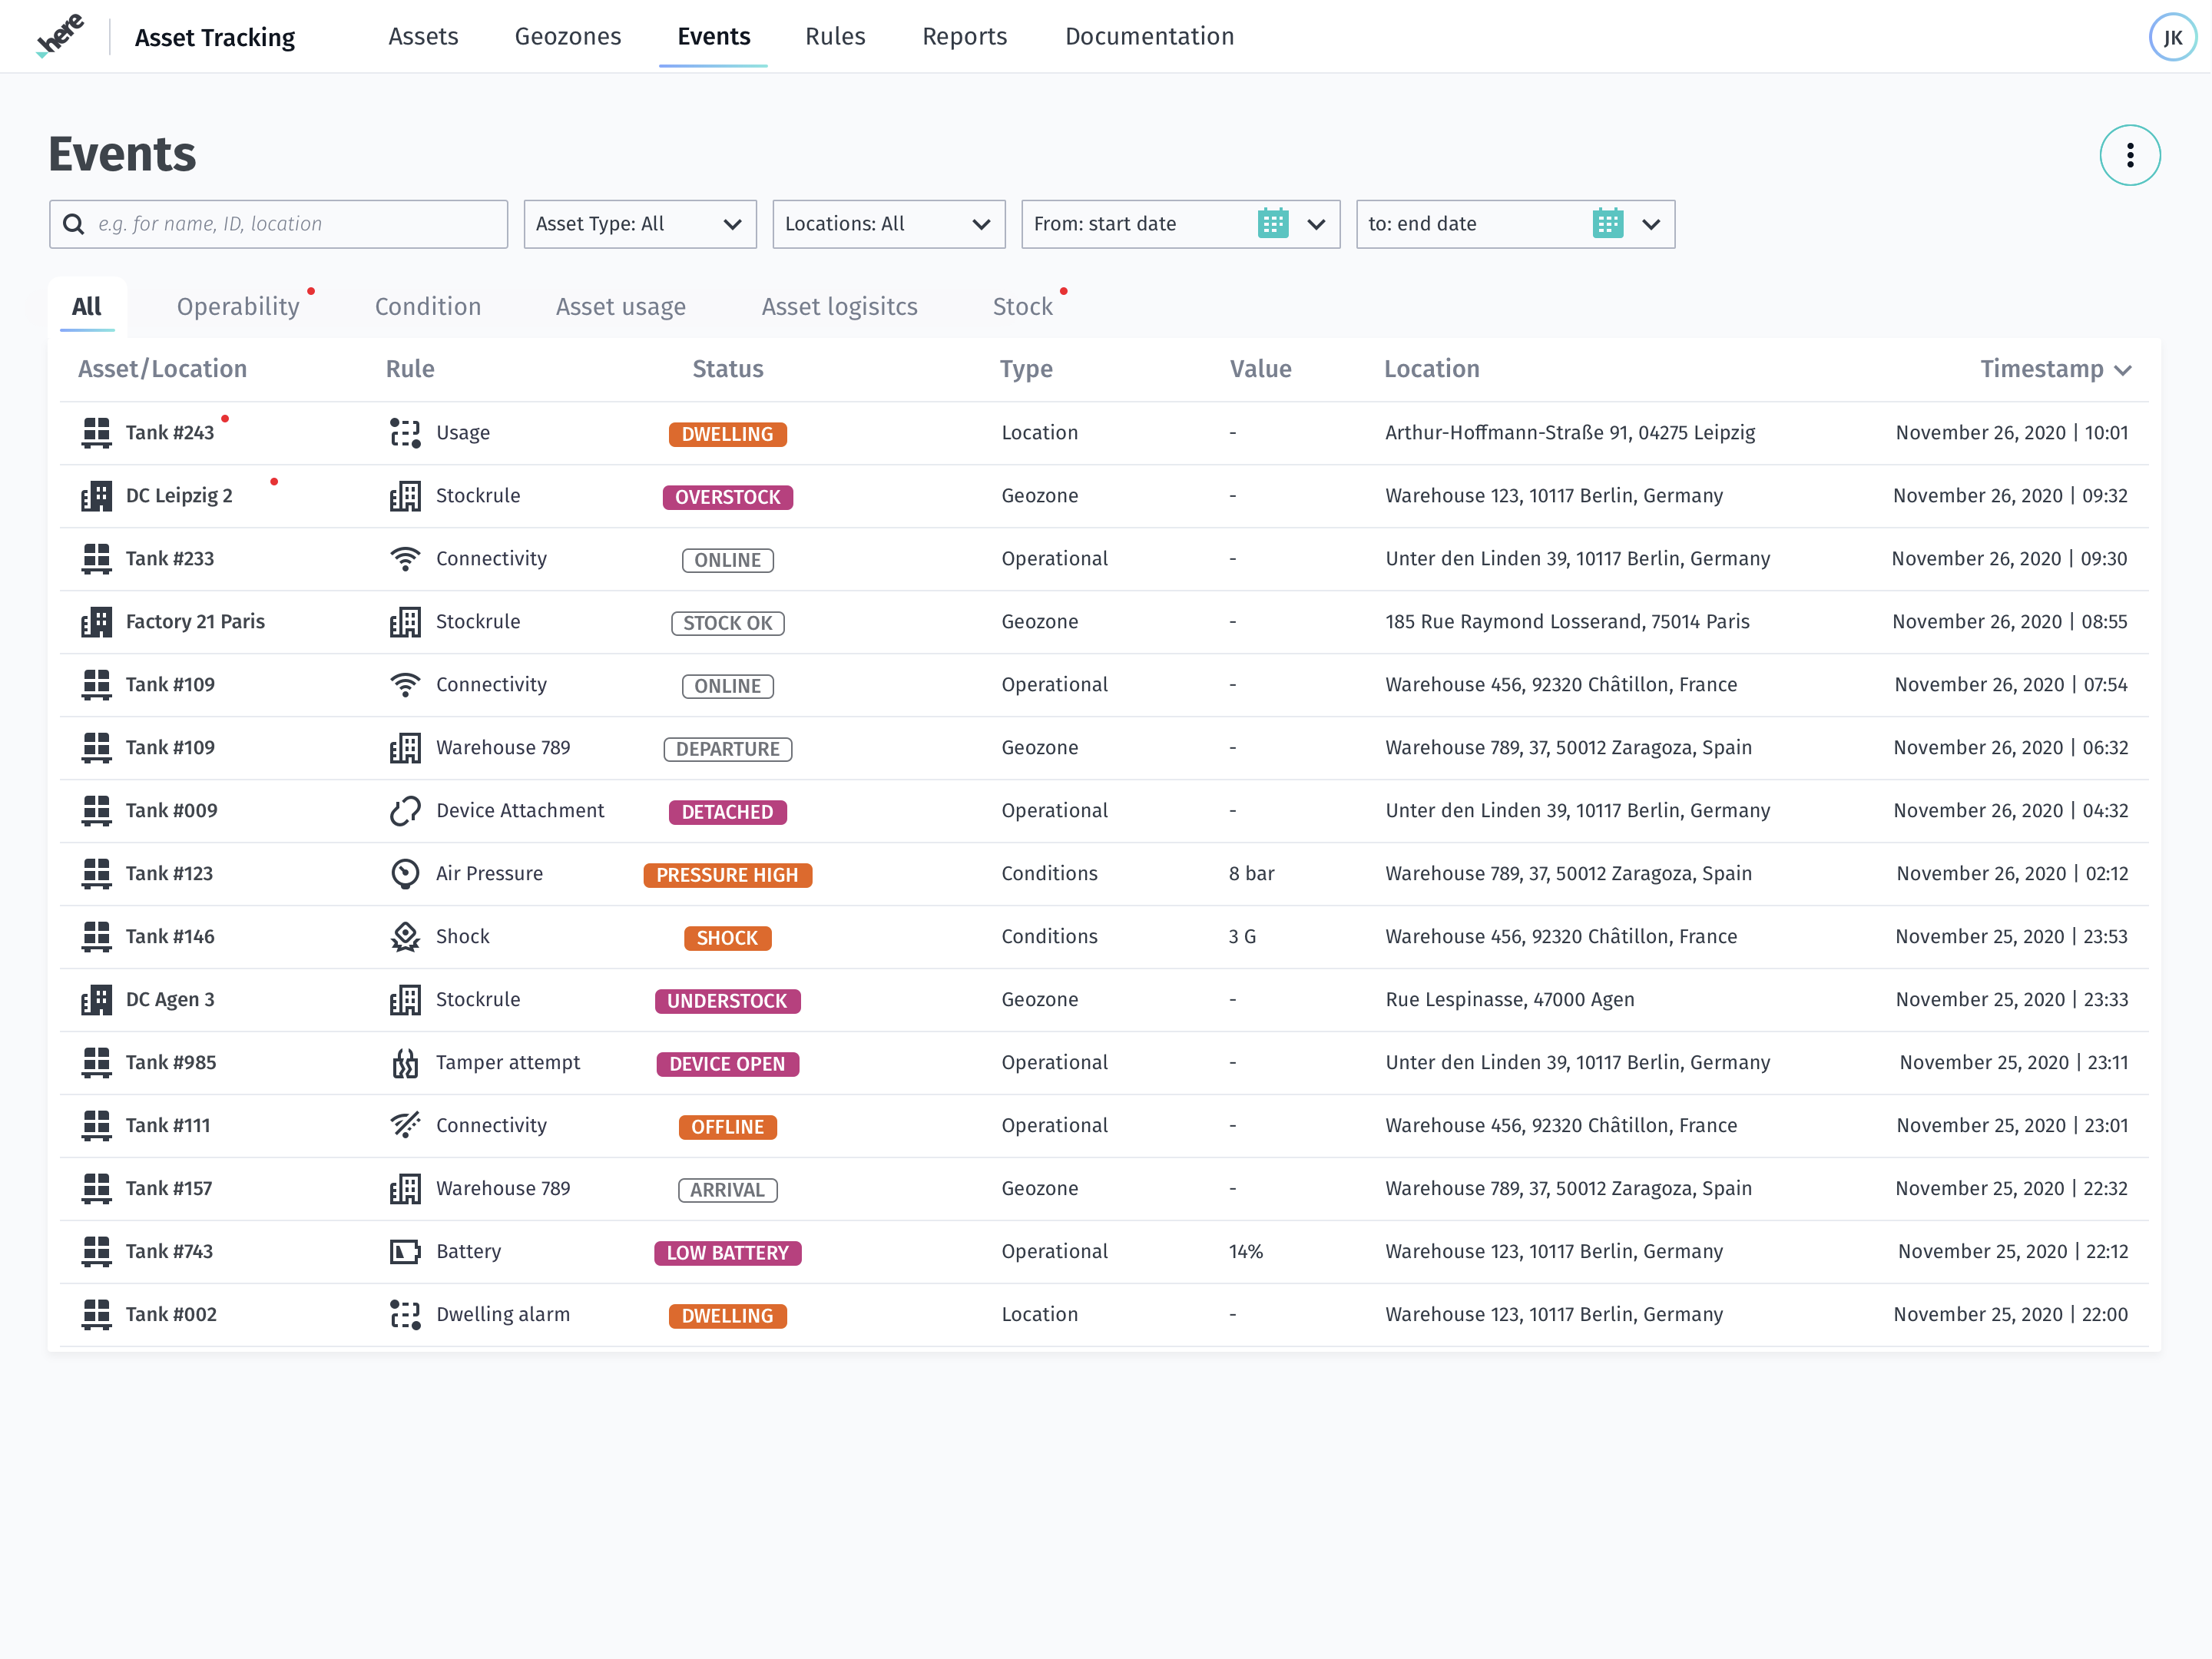 here Asset Tracking Assets Geozones Events Rules Reports Documentation JK
Events
e.g. for name, ID, location Asset Type: All Locations: All From: start date to: end date
All Operability Condition Asset usage Asset logisitcs Stock
Asset/Location Rule Status Type Value Location Timestamp
Tank #243 Usage DWELLING Location - Arthur-Hoffmann-Straße 91, 04275 Leipzig November 26, 2020 | 10:01
DC Leipzig 2 Stockrule OVERSTOCK Geozone - Warehouse 123, 10117 Berlin, Germany November 26, 2020 | 09:32
Tank #233 Connectivity ONLINE Operational - Unter den Linden 39, 10117 Berlin, Germany November 26, 2020 | 09:30
Factory 21 Paris Stockrule STOCK OK Geozone - 185 Rue Raymond Losserand, 75014 Paris November 26, 2020 | 08:55
Tank #109 Connectivity ONLINE Operational - Warehouse 456, 92320 Châtillon, France November 26, 2020 | 07:54
Tank #109 Warehouse 789 DEPARTURE Geozone - Warehouse 789, 37, 50012 Zaragoza, Spain November 26, 2020 | 06:32
Tank #009 Device Attachment DETACHED Operational - Unter den Linden 39, 10117 Berlin, Germany November 26, 2020 | 04:32
Tank #123 Air Pressure PRESSURE HIGH Conditions 8 bar Warehouse 789, 37, 50012 Zaragoza, Spain November 26, 2020 | 02:12
Tank #146 Shock SHOCK Conditions 3 G Warehouse 456, 92320 Châtillon, France November 25, 2020 | 23:53
DC Agen 3 Stockrule UNDERSTOCK Geozone - Rue Lespinasse, 47000 Agen November 25, 2020 | 23:33
Tank #985 Tamper attempt DEVICE OPEN Operational - Unter den Linden 39, 10117 Berlin, Germany November 25, 2020 | 23:11
Tank #111 Connectivity OFFLINE Operational - Warehouse 456, 92320 Châtillon, France November 25, 2020 | 23:01
Tank #157 Warehouse 789 ARRIVAL Geozone - Warehouse 789, 37, 50012 Zaragoza, Spain November 25, 2020 | 22:32
Tank #743 Battery LOW BATTERY Operational 14% Warehouse 123, 10117 Berlin, Germany November 25, 2020 | 22:12
Tank #002 Dwelling alarm DWELLING Location - Warehouse 123, 10117 Berlin, Germany November 25, 2020 | 22:00